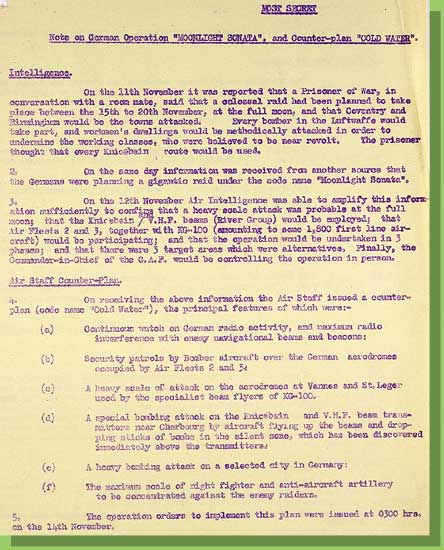 MOST SECRET
Note on German Operation "MOONLIGHT SONATA", and Counter-plan "COLD WATER".
Intelligence.
On the 11th November it was reported that a Prisoner of War, in
conversation with a room mate, said that a colossal raid had been planned to take
place between the 15th to 20th November, at the full moon, and that Coventry and
Birmingham would be the towns attacked. Every bomber in the Luftwaffe would
take part, and workmen's dwellings would be methodically attacked in order to
undermine the working classes, who were believed to be near revolt. The prisoner
thought that every Knicebein route would be used.
2. On the same day information was received from another source that
the Germans were planning a gigantic raid under the code name "Moonlight Sonata".
3. On the 12th November Air Intelligence was able to amplify this inform-
ation sufficiently to confirm that a heavy scale attack was probable at the full
moon; that the Knicebein and/ V.H.F. beams (River Group) would be employed; that
Air Fleets 2 and 3, together with KG-100 (amounting to some 1,800 first line air-
craft) would be participating; and that the operation would be undertaken in 3
phases; and that there were 3 target areas which were alternatives. Finally, the
Commander-in-Chief of the G.A.F. would be controlling the operation in person.
Air Staff Counter-Plan.
4. On receiving the above information the Air Staff issued a counter-
plan (code name "Cold Water"), the principal features of which were:-
(a) Continuous watch on German radio activity, and maximum radio
interference with enemy navigational beams and beacons:
(b) Security patrols by Bomber aircraft over the German aerodromes
occupied by Air Fleets 2 and 3:
(c) A heavy scale of attack on the aerodromes at Vannes and St.Leger
used by the specialist beam flyers of KG-100.
(d) A special bombing attack on the Knicebein and V.H.F. beam trans-
mitters near Cherbourg by aircraft flying up the beams and drop-
ping sticks of bombs in the silent zone, which has been discovered
immediately above the transmitters:
(e) A heavy bombing attack on a selected city in Germany:
(f) The maximum scale of night fighter and anti-aircraft artillery
to be concentrated against the enemy raiders.
5. The operation orders to implement this plan were issued at 0300 hrs.
on the 14th November.